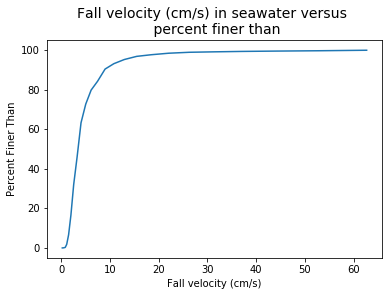 Fall velocity (cm/s) in seawater versus
percent finer than
100
80
60
40
20
0
Percent Finer Than
0 10 20 30 40 50 60
Fall velocity (cm/s)